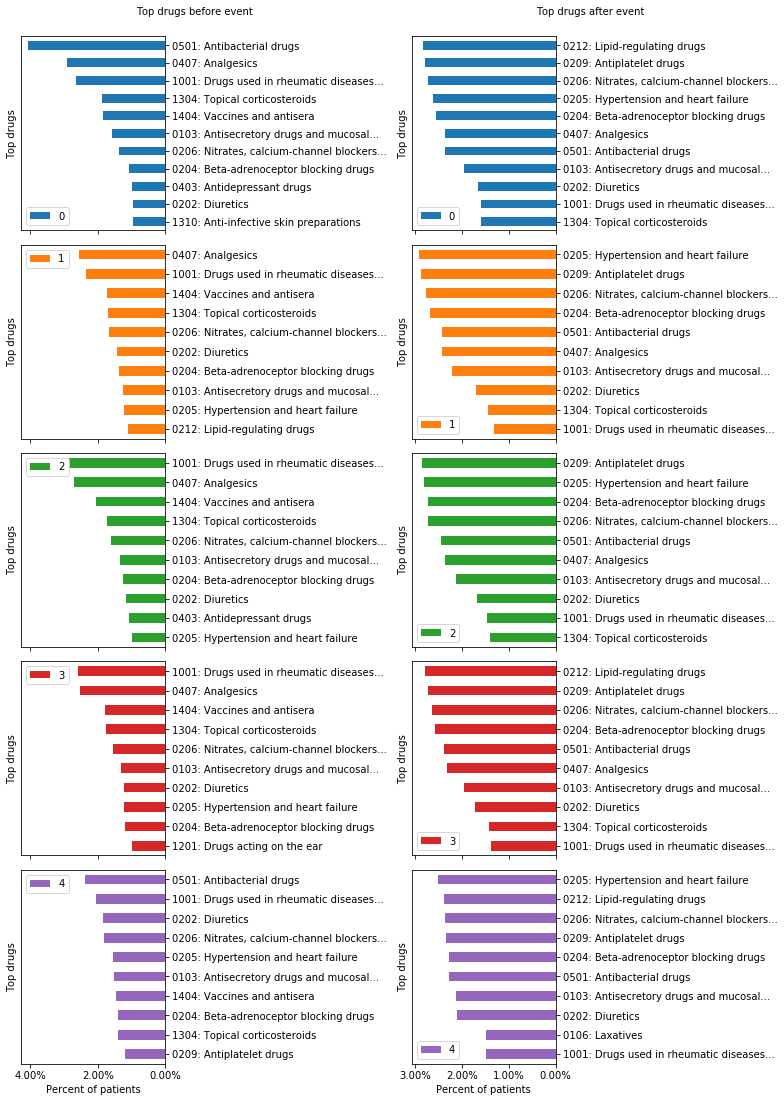 Top drugs before event
Top drugs
0501: Antibacterial drugs
0407: Analgesics
1001: Drugs used in rheumatic diseases...
1304: Topical corticosteroids
1404: Vaccines and antisera
0103: Antisecretory drugs and mucosal...
0206: Nitrates, calcium-channel blockers...
0204: Beta-adrenoceptor blocking drugs
0403: Antidepressant drugs
0202: Diuretics
1310: Anti-infective skin preparations
0
Top drugs after event
Top drugs
0212: Lipid-regulating drugs
0209: Antiplatelet drugs
0206: Nitrates, calcium-channel blockers...
0205: Hypertension and heart failure
0204: Beta-adrenoceptor blocking drugs
0407: Analgesics
0501: Antibacterial drugs
0103: Antisecretory drugs and mucosal...
0202: Diuretics
1001: Drugs used in rheumatic diseases...
1304: Topical corticosteroids
0
Top drugs
1
0407: Analgesics
1001: Drugs used in rheumatic diseases...
1404: Vaccines and antisera
1304: Topical corticosteroids
0206: Nitrates, calcium-channel blockers...
0202: Diuretics
0204: Beta-adrenoceptor blocking drugs
0103: Antisecretory drugs and mucosal...
0205: Hypertension and heart failure
0212: Lipid-regulating drugs
Top drugs
0205: Hypertension and heart failure
0209: Antiplatelet drugs
0206: Nitrates, calcium-channel blockers...
0204: Beta-adrenoceptor blocking drugs
0501: Antibacterial drugs
0407: Analgesics
0103: Antisecretory drugs and mucosal...
0202: Diuretics
1304: Topical corticosteroids
1001: Drugs used in rheumatic diseases...
1
Top drugs
2
1001: Drugs used in rheumatic diseases...
0407: Analgesics
1404: Vaccines and antisera
1304: Topical corticosteroids
0206: Nitrates, calcium-channel blockers...
0103: Antisecretory drugs and mucosal...
0204: Beta-adrenoceptor blocking drugs
0202: Diuretics
0403: Antidepressant drugs
0205: Hypertension and heart failure
Top drugs
0209: Antiplatelet drugs
0205: Hypertension and heart failure
0204: Beta-adrenoceptor blocking drugs
0206: Nitrates, calcium-channel blockers...
0501: Antibacterial drugs
0407: Analgesics
0103: Antisecretory drugs and mucosal...
0202: Diuretics
1001: Drugs used in rheumatic diseases...
1304: Topical corticosteroids
2
Top drugs
3
1001: Drugs used in rheumatic diseases...
0407: Analgesics
1404: Vaccines and antisera
1304: Topical corticosteroids
0206: Nitrates, calcium-channel blockers...
0103: Antisecretory drugs and mucosal...
0202: Diuretics
0205: Hypertension and heart failure
0204: Beta-adrenoceptor blocking drugs
1201: Drugs acting on the ear
Top drugs
0212: Lipid-regulating drugs
0209: Antiplatelet drugs
0206: Nitrates, calcium-channel blockers...
0204: Beta-adrenoceptor blocking drugs
0501: Antibacterial drugs
0407: Analgesics
0103: Antisecretory drugs and mucosal...
0202: Diuretics
1304: Topical corticosteroids
1001: Drugs used in rheumatic diseases...
3
Top drugs
4
0501: Antibacterial drugs
1001: Drugs used in rheumatic diseases...
0202: Diuretics
0206: Nitrates, calcium-channel blockers...
0205: Hypertension and heart failure
0103: Antisecretory drugs and mucosal...
1404: Vaccines and antisera
0204: Beta-adrenoceptor blocking drugs
1304: Topical corticosteroids
0209: Antiplatelet drugs
4.00% 2.00% 0.00%
Percent of patients
Top drugs
0205: Hypertension and heart failure
0212: Lipid-regulating drugs
0206: Nitrates, calcium-channel blockers...
0209: Antiplatelet drugs
0204: Beta-adrenoceptor blocking drugs
0501: Antibacterial drugs
0103: Antisecretory drugs and mucosal...
0202: Diuretics
0106: Laxatives
1001: Drugs used in rheumatic diseases...
4
3.00% 2.00% 1.00% 0.00%
Percent of patients